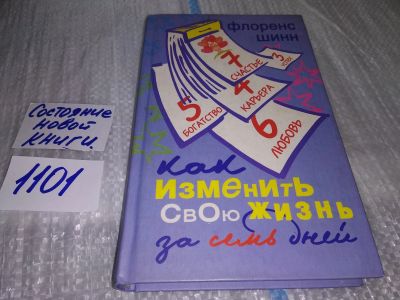 флоренс
шинн
7
счастье
3
успех
5
богатство
4
карьера
6
любовь
как
изменить
свою жизнь
за семь дней
Состояние
новой
книги
1101